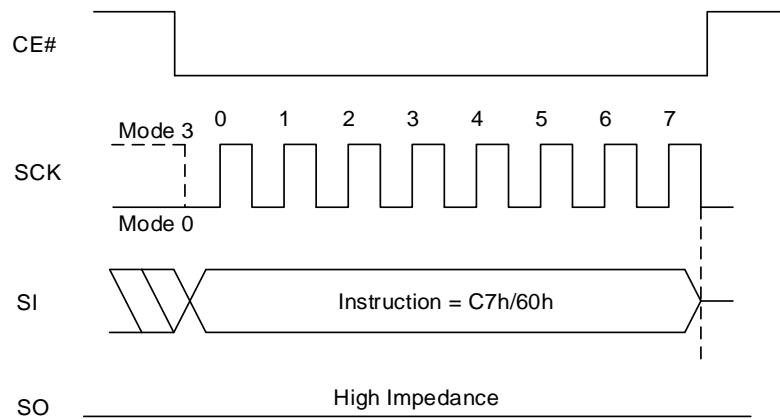 CE#
Mode 3 0 1 2 3 4 5 6 7
SCK
Mode 0
SI Instruction = C7h/60h
SO High Impedance